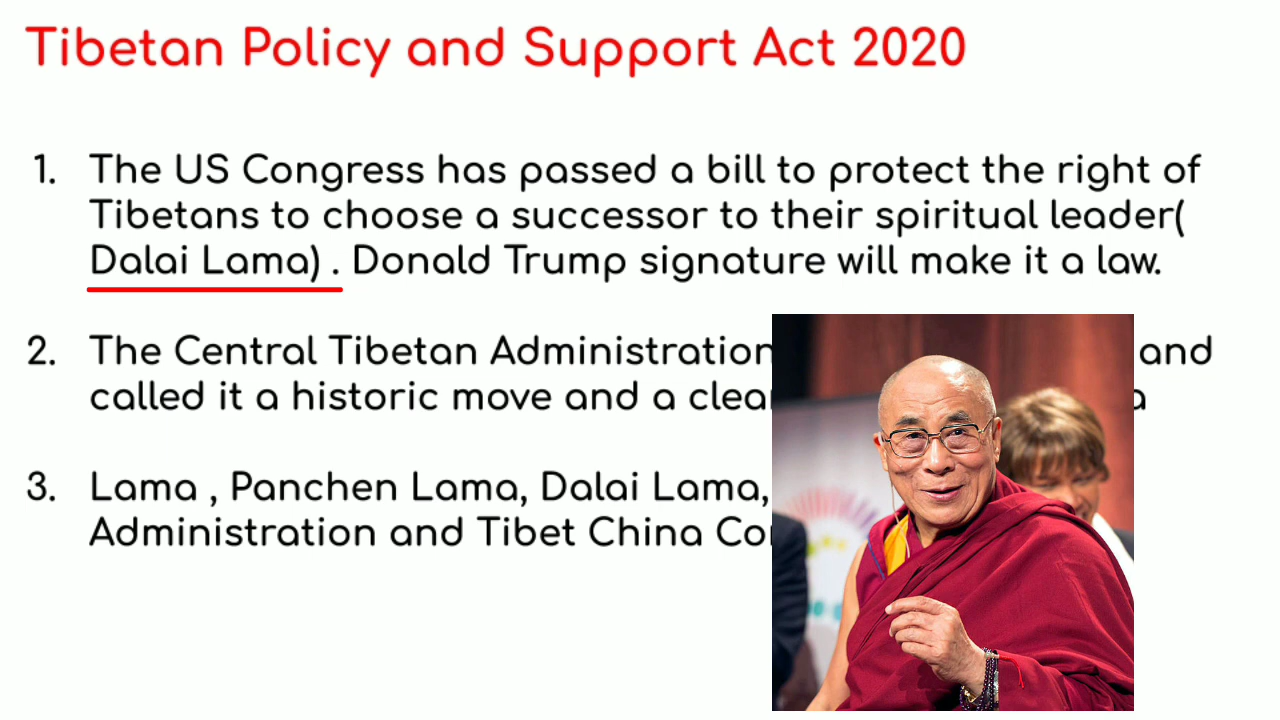 Tibetan Policy and Support Act 2020
1. The US Congress has passed a bill to protect the right of
Tibetans to choose a successor to their spiritual leader(
Dalai Lama) . Donald Trump signature will make it a law.
2. The Central Tibetan Administration and
called it a historic move and a clear a
3. Lama , Panchen Lama, Dalai Lama,
Administration and Tibet China